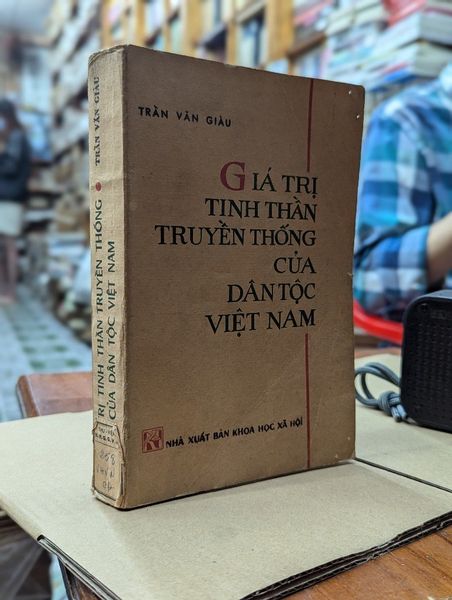 TRẦN VĂN GIÀU
GIÁ TRỊ
TINH THẦN
TRUYỀN THỐNG
CỦA
DÂN TỘC
VIỆT NAM
NHÀ XUẤT BẢN KHOA HỌC XÃ HỘI
TRẦN VĂN GIÀU
TRỊ TINH THẦN TRUYỀN THỐNG
CỦA DÂN TỘC VIỆT NAM